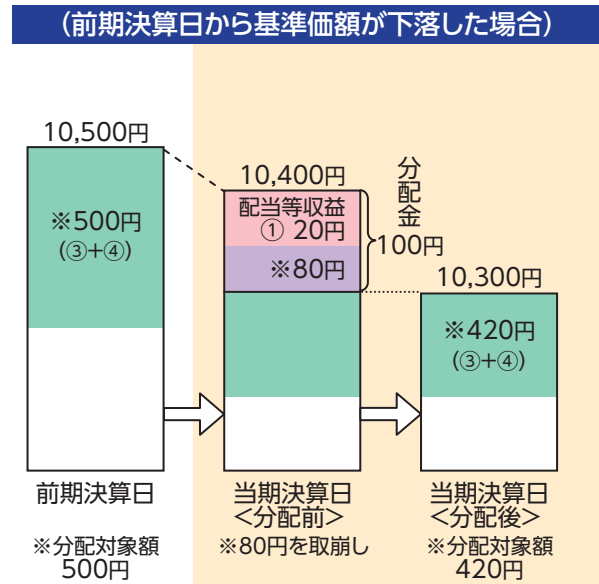 （前期決算日から基準価額が下落した場合）
10,500円
※500円
（③＋④）
10,400円
配当等収益
① 20円
※80円
分配金
100円
10,300円
※420円
（③＋④）
前期決算日
当期決算日
＜分配前＞
当期決算日
＜分配後＞
※分配対象額
500円
※80円を取崩し
※分配対象額
420円